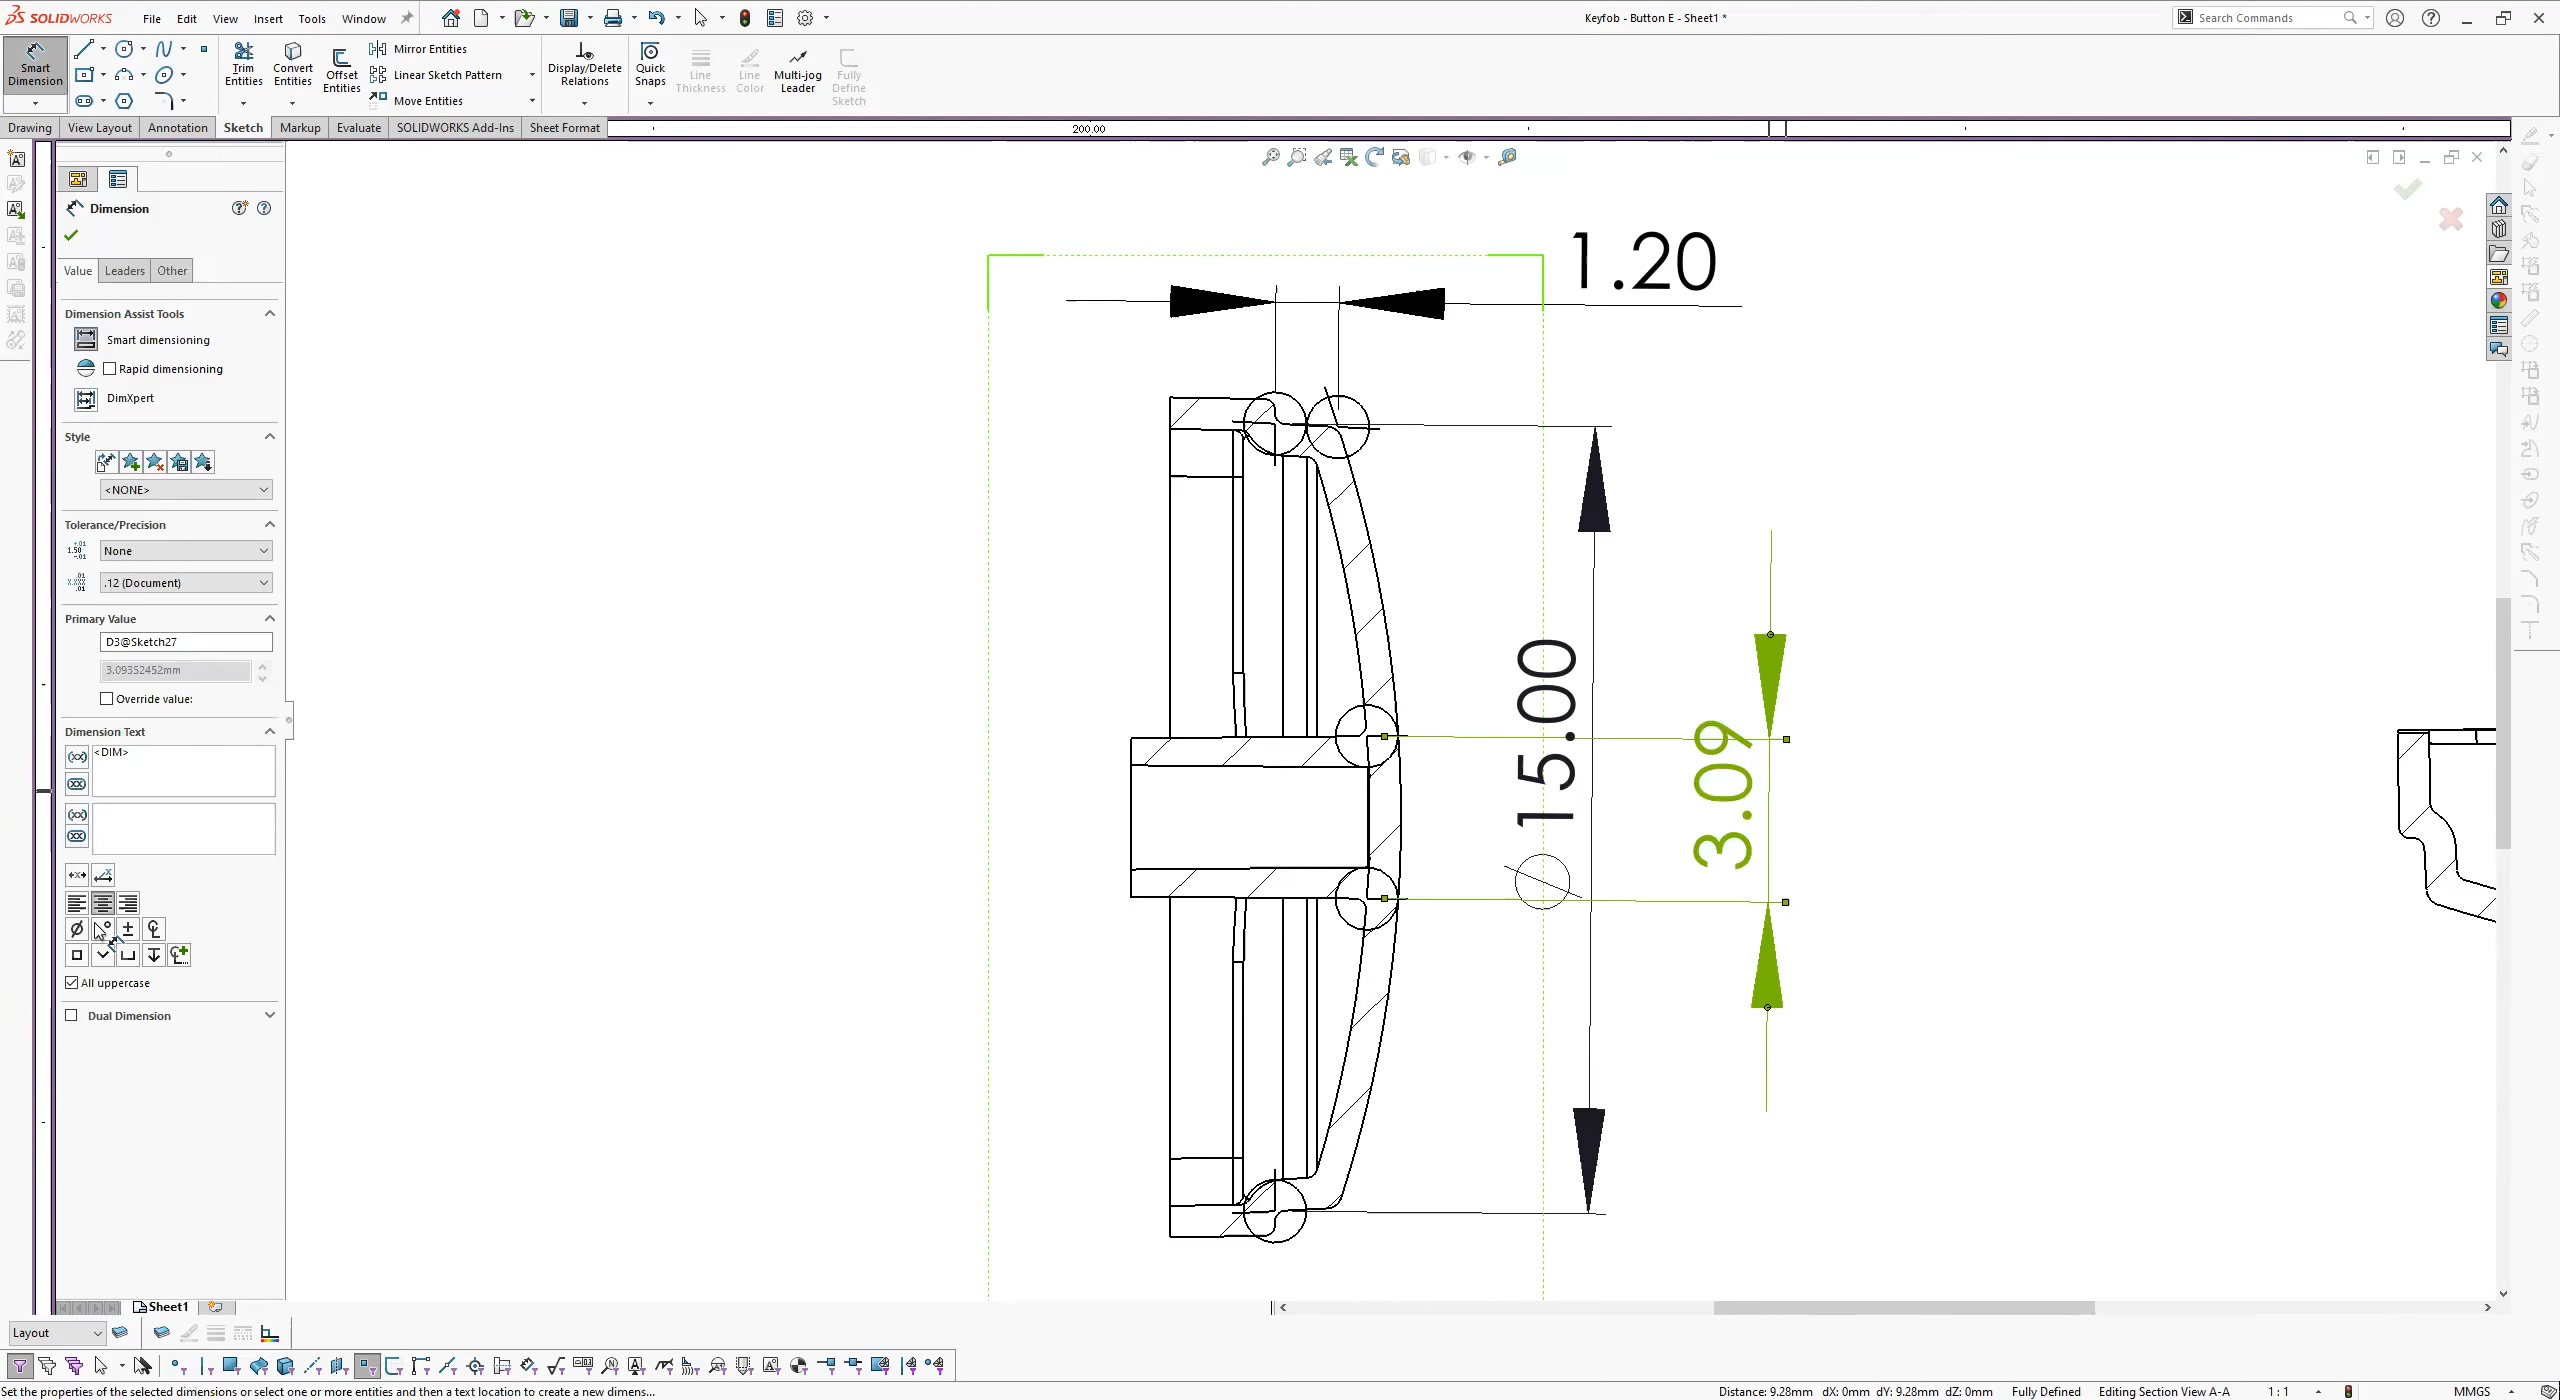 SOLIDWORKS
File Edit View Insert Tools Window
Keyfob - Button E - Sheet1 *
Search Commands
Smart Dimension
Trim Entities
Convert Entities
Offset Entities
Mirror Entities
Linear Sketch Pattern
Move Entities
Display/Delete Relations
Quick Snaps
Line Thickness
Line Color
Multi-jog Leader
Fully Define Sketch
Drawing View Layout Annotation Sketch Markup Evaluate SOLIDWORKS Add-Ins Sheet Format
200.00
Dimension
Value Leaders Other
Dimension Assist Tools
Smart dimensioning
Rapid dimensioning
DimXpert
Style
<NONE>
Tolerance/Precision
None
.12 (Document)
Primary Value
D3@Sketch27
3.09352452mm
Override value:
Dimension Text
<DIM>
All uppercase
Dual Dimension
1.20
15.00
3.09
Sheet1
Layout
Set the properties of the selected dimensions or select one or more entities and then a text location to create a new dimens...
Distance: 9.28mm dX: 0mm dY: 9.28mm dZ: 0mm Fully Defined Editing Section View A-A 1 : 1 MMGS